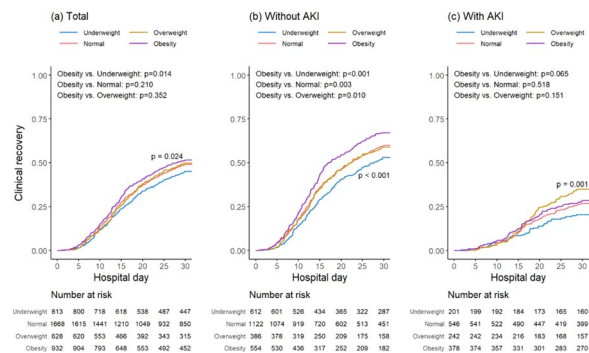 (a) Total
Underweight Overweight
Normal Obesity
1.00
0.75
0.50
0.25
0.00
Clinical recovery
Obesity vs. Underweight: p=0.014
Obesity vs. Normal: p=0.210
Obesity vs. Overweight: p=0.352
p = 0.024
0 5 10 15 20 25 30
Hospital day
Number at risk
Underweight 813 800 718 618 538 487 447
Normal 1668 1615 1441 1210 1049 932 850
Overweight 628 620 553 466 392 343 315
Obesity 932 904 793 648 553 492 452
(b) Without AKI
Underweight Overweight
Normal Obesity
1.00
0.75
0.50
0.25
0.00
Obesity vs. Underweight: p<0.001
Obesity vs. Normal: p=0.003
Obesity vs. Overweight: p=0.010
p < 0.001
0 5 10 15 20 25 30
Hospital day
Number at risk
Underweight 612 601 526 434 365 322 287
Normal 1122 1074 919 720 602 513 451
Overweight 386 378 319 250 209 175 158
Obesity 554 530 436 317 252 209 182
(c) With AKI
Underweight Overweight
Normal Obesity
1.00
0.75
0.50
0.25
0.00
Obesity vs. Underweight: p=0.065
Obesity vs. Normal: p=0.518
Obesity vs. Overweight: p=0.151
p = 0.001
0 5 10 15 20 25 30
Hospital day
Number at risk
Underweight 201 199 192 184 173 165 160
Normal 546 541 522 490 447 419 399
Overweight 242 242 234 216 183 168 157
Obesity 378 374 357 331 301 283 270